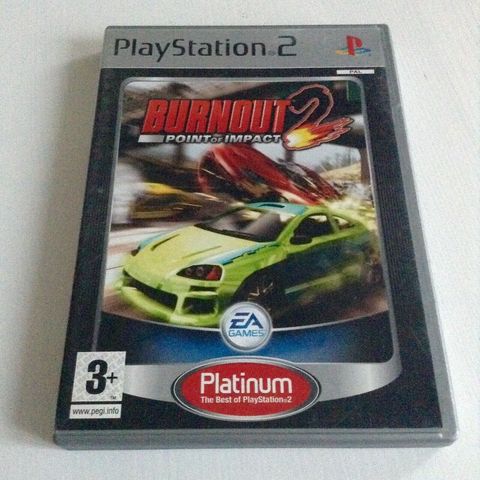 PlayStation®2
PAL
BURNOUT 2
POINT OF IMPACT
EA
GAMES
3+
www.pegi.info
Platinum
The Best of PlayStation®2